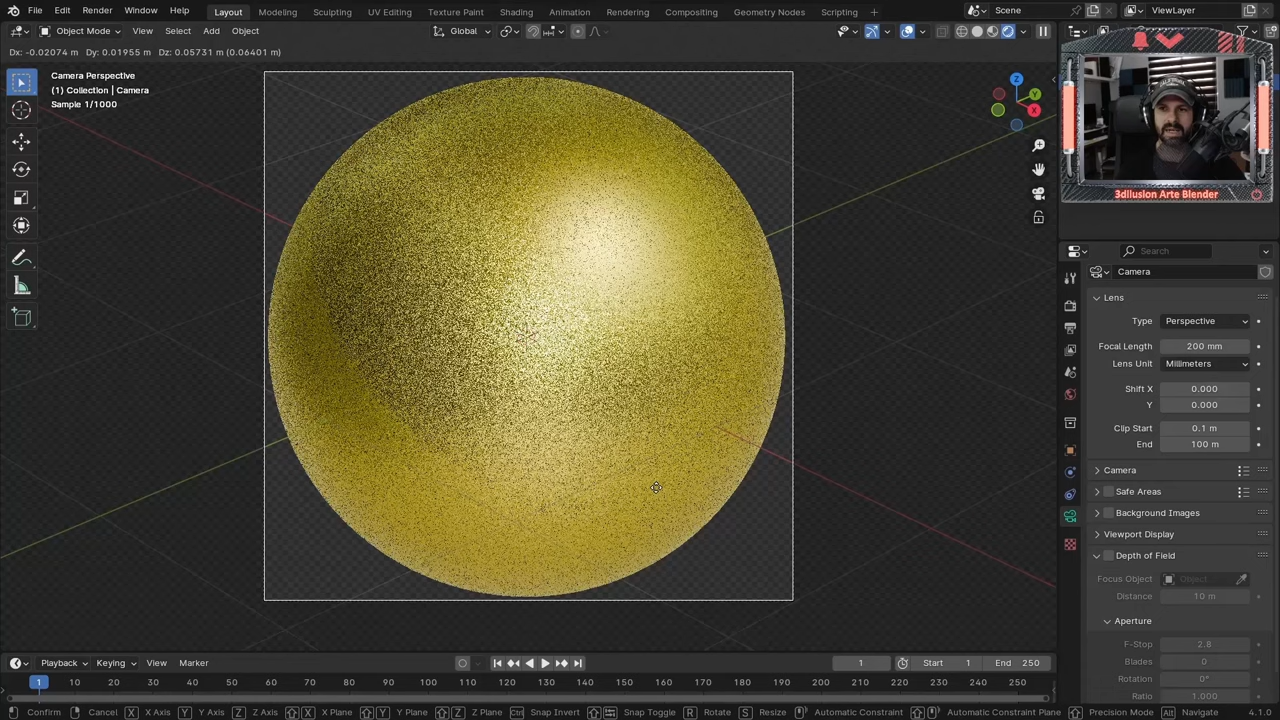 File Edit Render Window Help Layout Modeling Sculpting UV Editing Texture Paint Shading Animation Rendering Compositing Geometry Nodes Scripting + Scene ViewLayer
Object Mode View Select Add Object Global
Dx: -0.02074 m Dy: 0.01955 m Dz: 0.05731 m (0.06401 m)
Camera Perspective
(1) Collection | Camera
Sample 1/1000
Z
Y
X
3dIlusion Arte Blender
Search
Camera
Lens
Type Perspective
Focal Length 200 mm
Lens Unit Millimeters
Shift X 0.000
Y 0.000
Clip Start 0.1 m
End 100 m
Camera
Safe Areas
Background Images
Viewport Display
Depth of Field
Focus Object Object...
Distance 10 m
Aperture
F-Stop 2.8
Blades 0
Rotation 0°
Ratio 1.000
Playback Keying View Marker 1 Start 1 End 250
1 10 20 30 40 50 60 70 80 90 100 110 120 130 140 150 160 170 180 190 200 210 220 230 240 250
Confirm Cancel X X Axis Y Y Axis Z Z Axis X X Plane Y Y Plane Z Z Plane Ctrl Snap Invert Snap Toggle R Rotate S Resize Automatic Constraint Automatic Constraint Plane Precision Mode Alt Navigate 4.1.0